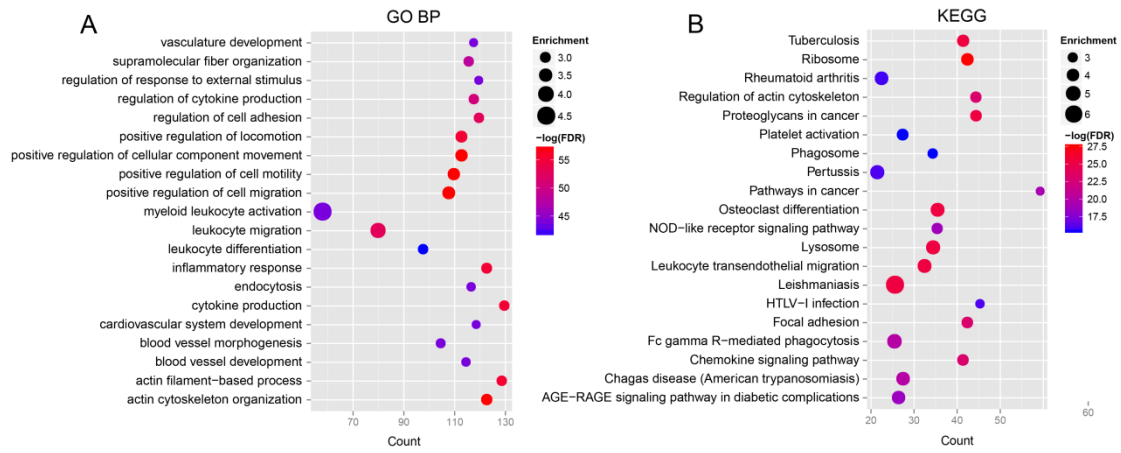 A
GO BP
vasculature development
supramolecular fiber organization
regulation of response to external stimulus
regulation of cytokine production
regulation of cell adhesion
positive regulation of locomotion
positive regulation of cellular component movement
positive regulation of cell motility
positive regulation of cell migration
myeloid leukocyte activation
leukocyte migration
leukocyte differentiation
inflammatory response
endocytosis
cytokine production
cardiovascular system development
blood vessel morphogenesis
blood vessel development
actin filament−based process
actin cytoskeleton organization
70 90 110 130
Count
Enrichment
3.0
3.5
4.0
4.5
−log(FDR)
55
50
45
B
KEGG
Tuberculosis
Ribosome
Rheumatoid arthritis
Regulation of actin cytoskeleton
Proteoglycans in cancer
Platelet activation
Phagosome
Pertussis
Pathways in cancer
Osteoclast differentiation
NOD−like receptor signaling pathway
Lysosome
Leukocyte transendothelial migration
Leishmaniasis
HTLV−I infection
Focal adhesion
Fc gamma R−mediated phagocytosis
Chemokine signaling pathway
Chagas disease (American trypanosomiasis)
AGE−RAGE signaling pathway in diabetic complications
20 30 40 50 60
Count
Enrichment
3
4
5
6
−log(FDR)
27.5
25.0
22.5
20.0
17.5